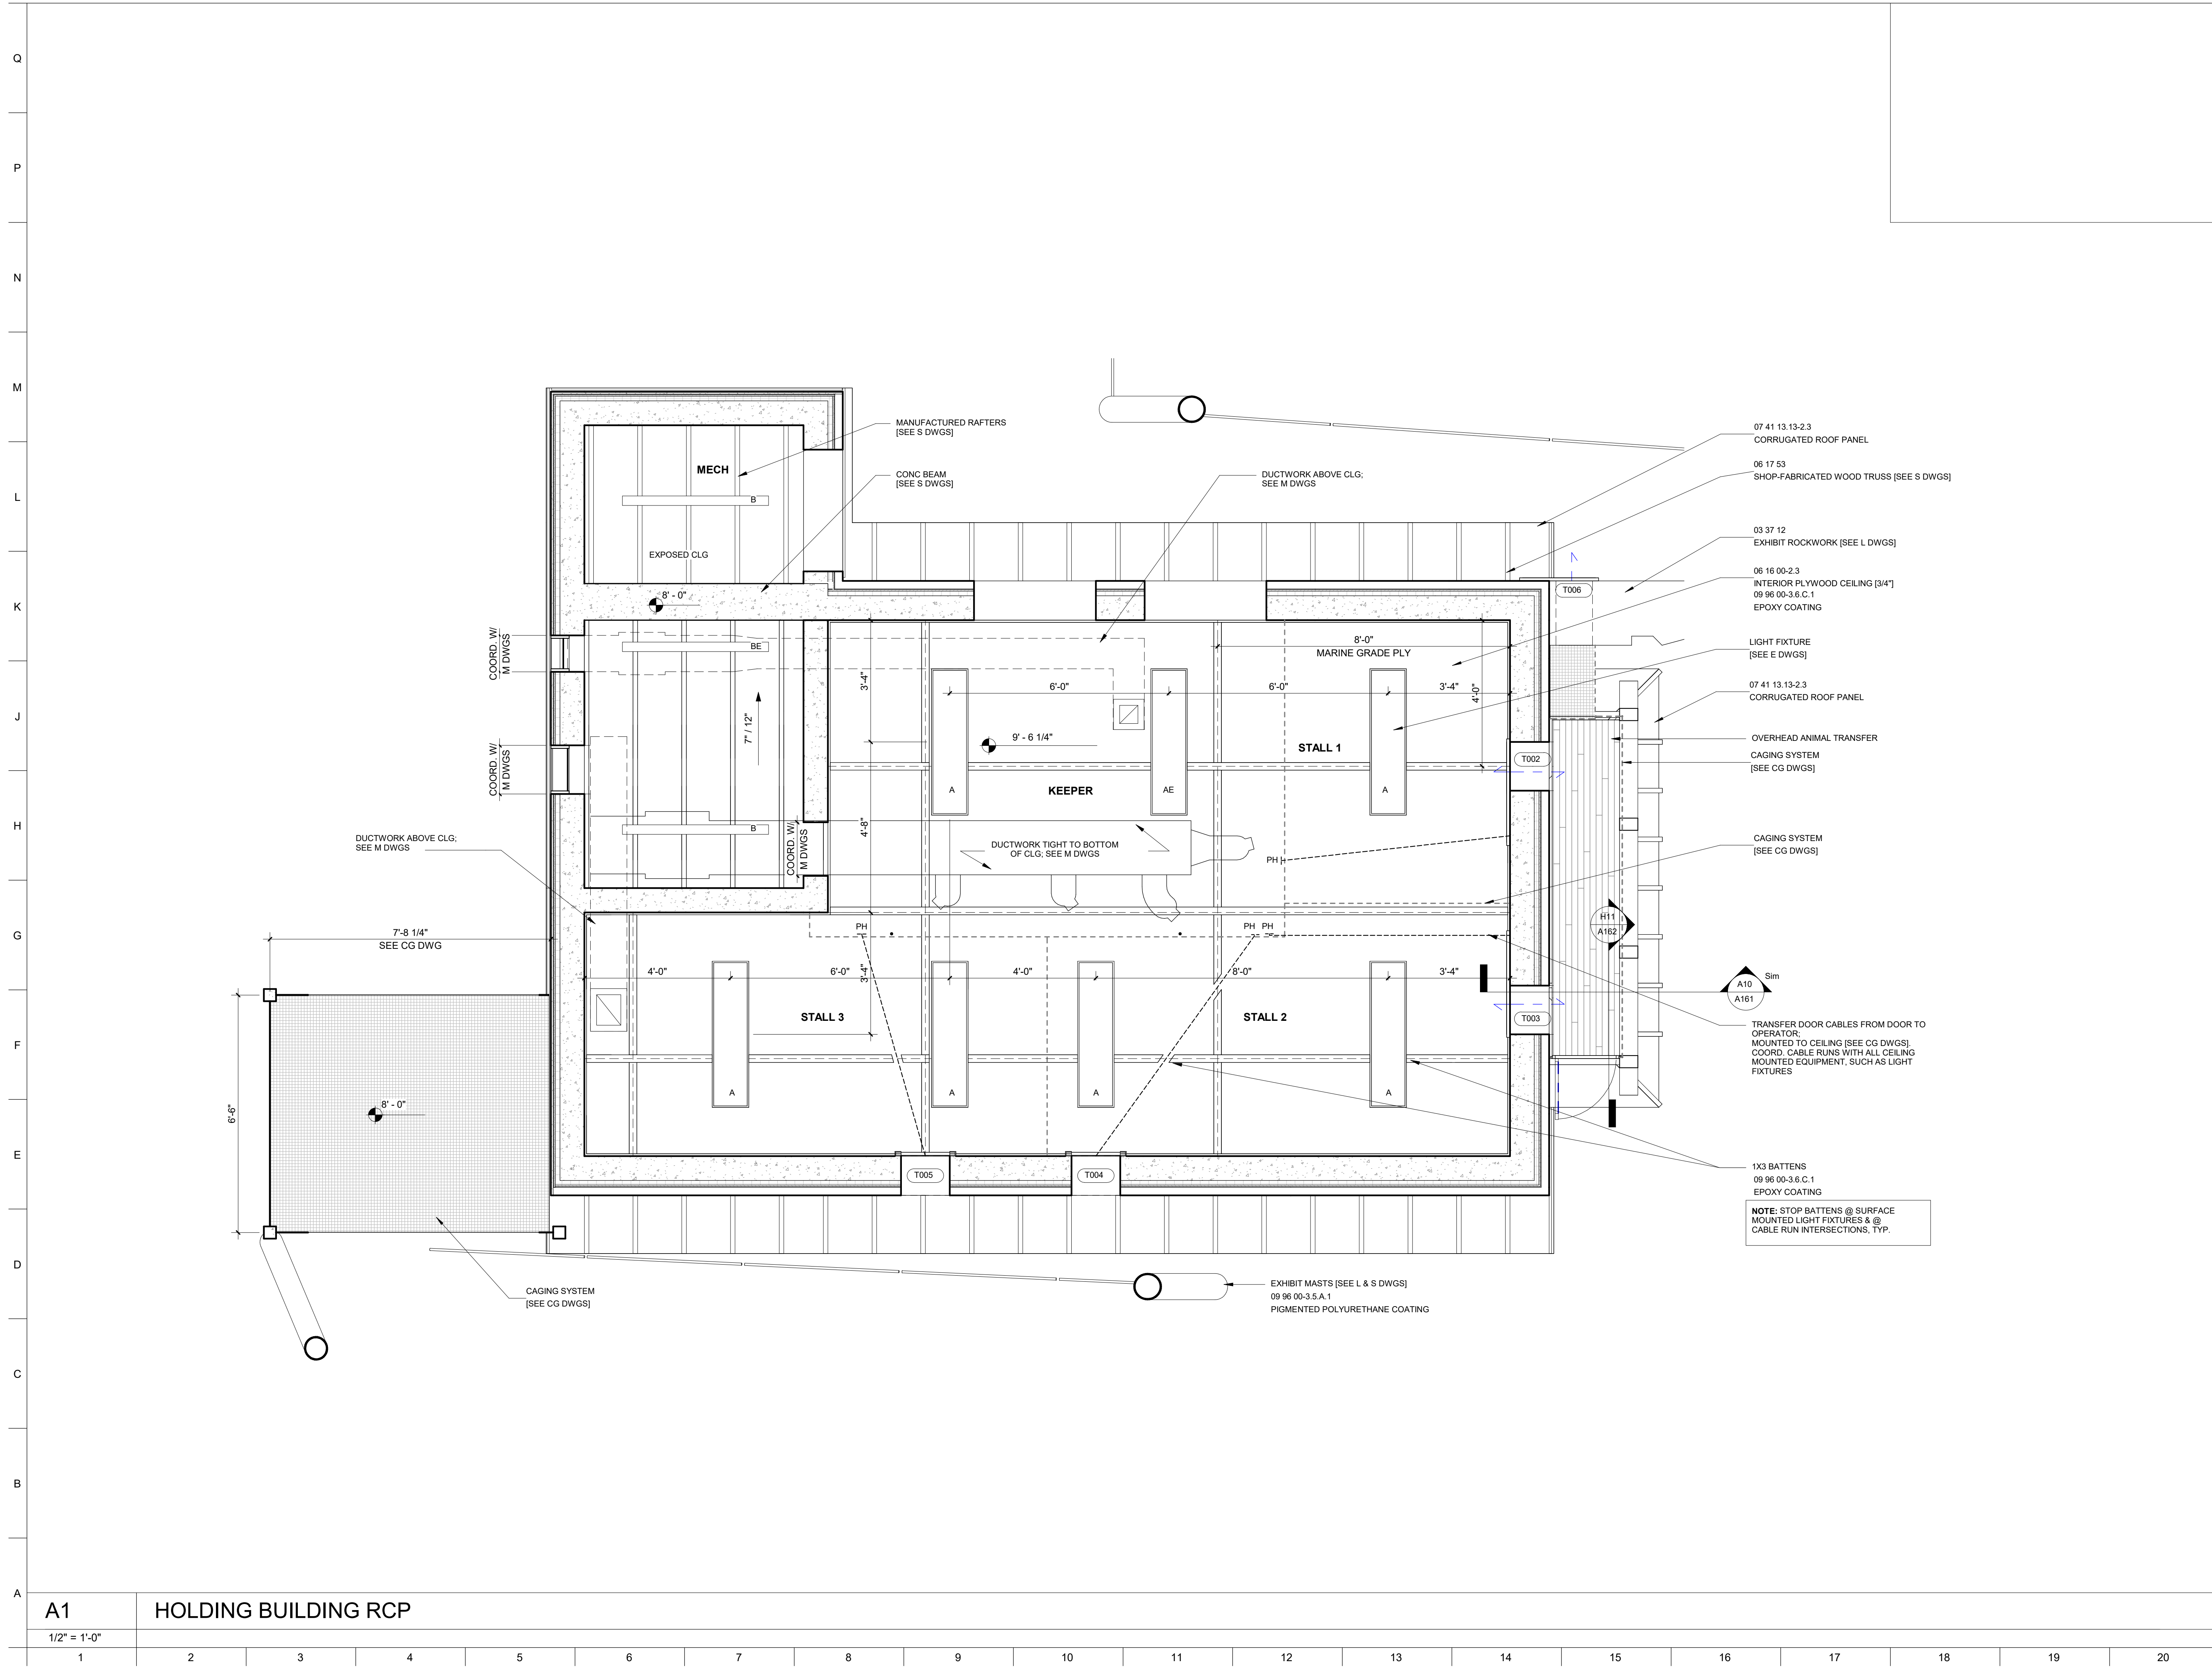 Q
P
N
M
L
K
J
H
G
F
E
D
C
B
A
MANUFACTURED RAFTERS
[SEE S DWGS]
MECH
B
CONC BEAM
[SEE S DWGS]
DUCTWORK ABOVE CLG;
SEE M DWGS
EXPOSED CLG
8' - 0"
07 41 13.13-2.3
CORRUGATED ROOF PANEL
06 17 53
SHOP-FABRICATED WOOD TRUSS [SEE S DWGS]
03 37 12
EXHIBIT ROCKWORK [SEE L DWGS]
06 16 00-2.3
INTERIOR PLYWOOD CEILING [3/4"]
09 96 00-3.6.C.1
EPOXY COATING
LIGHT FIXTURE
[SEE E DWGS]
07 41 13.13-2.3
CORRUGATED ROOF PANEL
OVERHEAD ANIMAL TRANSFER
CAGING SYSTEM
[SEE CG DWGS]
CAGING SYSTEM
[SEE CG DWGS]
T006
COORD. W/
M DWGS
BE
8'-0"
MARINE GRADE PLY
3'-4"
6'-0"
6'-0"
3'-4"
4'-0"
7" / 12"
9' - 6 1/4"
STALL 1
T002
COORD. W/
M DWGS
KEEPER
A
AE
A
B
COORD. W/
M DWGS
4'-8"
DUCTWORK TIGHT TO BOTTOM
OF CLG; SEE M DWGS
PH
DUCTWORK ABOVE CLG;
SEE M DWGS
7'-8 1/4"
SEE CG DWG
PH
PH PH
H11
A162
4'-0"
6'-0"
3'-4"
4'-0"
8'-0"
3'-4"
Sim
A10
A161
STALL 3
STALL 2
T003
TRANSFER DOOR CABLES FROM DOOR TO
OPERATOR;
MOUNTED TO CEILING [SEE CG DWGS].
COORD. CABLE RUNS WITH ALL CEILING
MOUNTED EQUIPMENT, SUCH AS LIGHT
FIXTURES
A
A
A
A
6'-6"
8' - 0"
T005
T004
1X3 BATTENS
09 96 00-3.6.C.1
EPOXY COATING
NOTE: STOP BATTENS @ SURFACE
MOUNTED LIGHT FIXTURES & @
CABLE RUN INTERSECTIONS, TYP.
CAGING SYSTEM
[SEE CG DWGS]
EXHIBIT MASTS [SEE L & S DWGS]
09 96 00-3.5.A.1
PIGMENTED POLYURETHANE COATING
A1
HOLDING BUILDING RCP
1/2" = 1'-0"
1 2 3 4 5 6 7 8 9 10 11 12 13 14 15 16 17 18 19 20